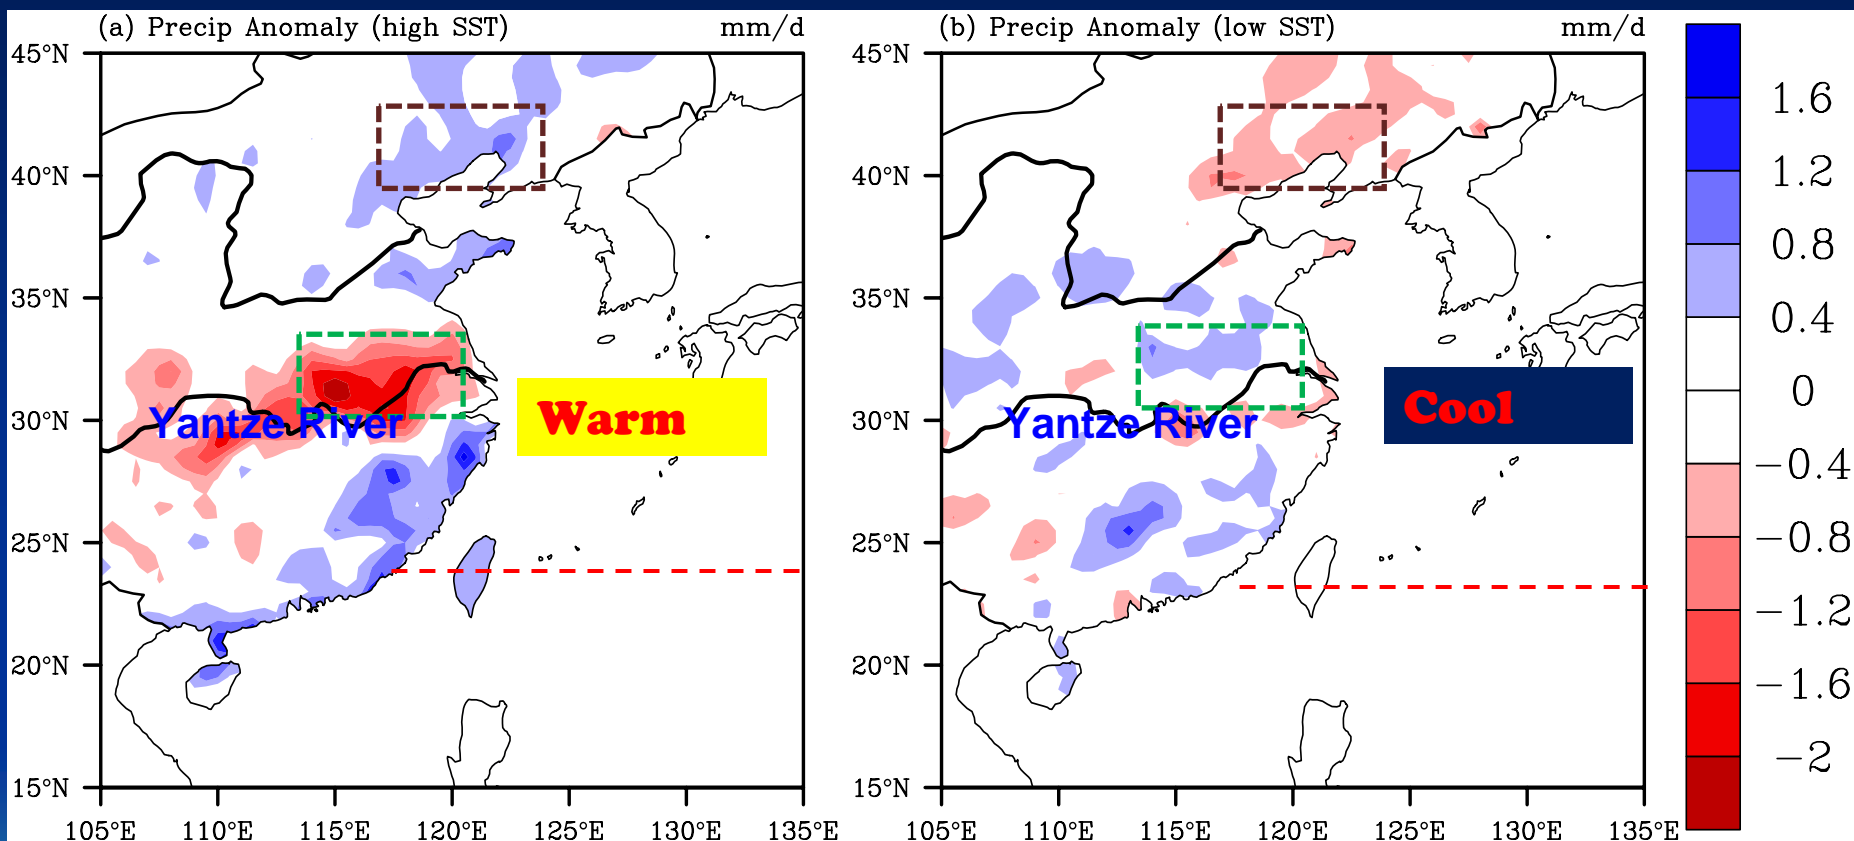 (a) Precip Anomaly (high SST) mm/d
45°N
40°N
35°N
30°N
25°N
20°N
15°N
105°E 110°E 115°E 120°E 125°E 130°E 135°E
Yantze River
Warm
(b) Precip Anomaly (low SST) mm/d
45°N
40°N
35°N
30°N
25°N
20°N
15°N
105°E 110°E 115°E 120°E 125°E 130°E 135°E
Yantze River
Cool
1.6
1.2
0.8
0.4
0
−0.4
−0.8
−1.2
−1.6
−2